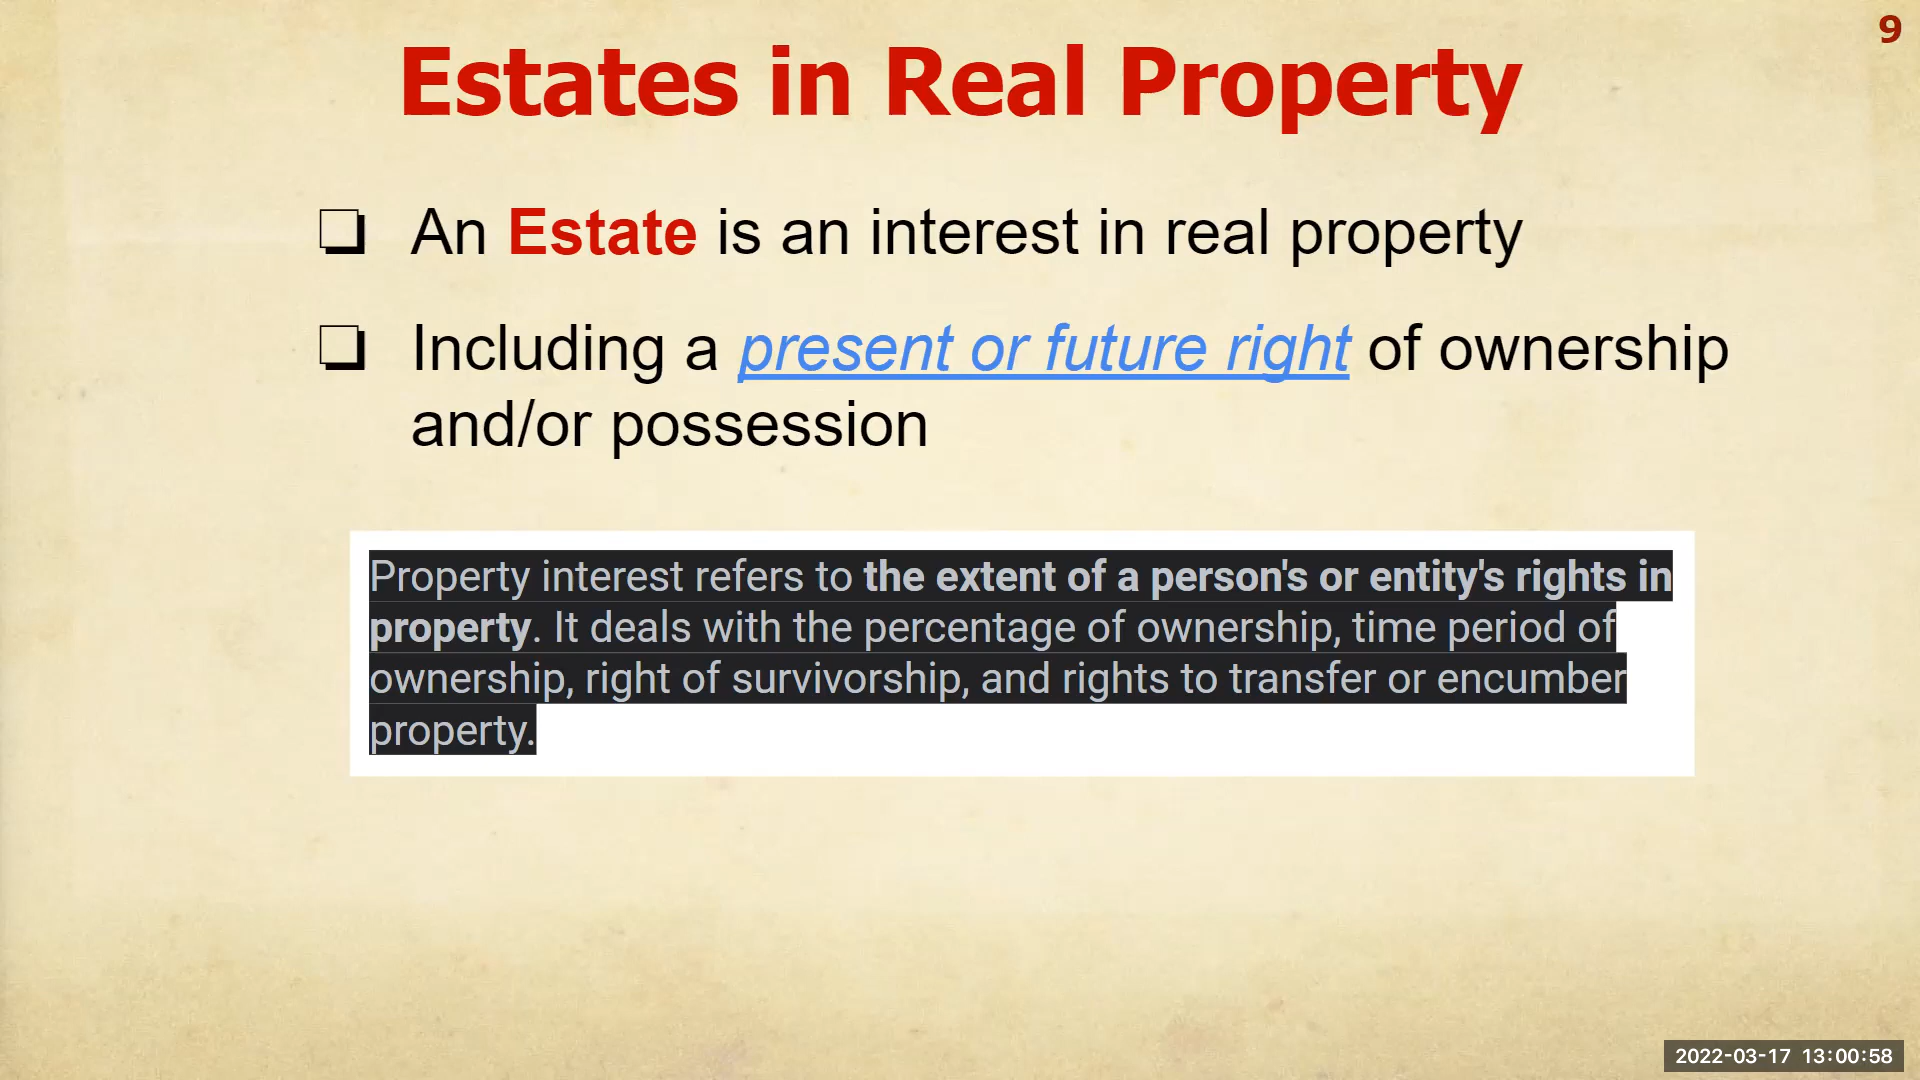 9
Estates in Real Property
❏ An Estate is an interest in real property
❏ Including a present or future right of ownership
and/or possession
Property interest refers to the extent of a person's or entity's rights in
property. It deals with the percentage of ownership, time period of
ownership, right of survivorship, and rights to transfer or encumber
property.
2022-03-17 13:00:58